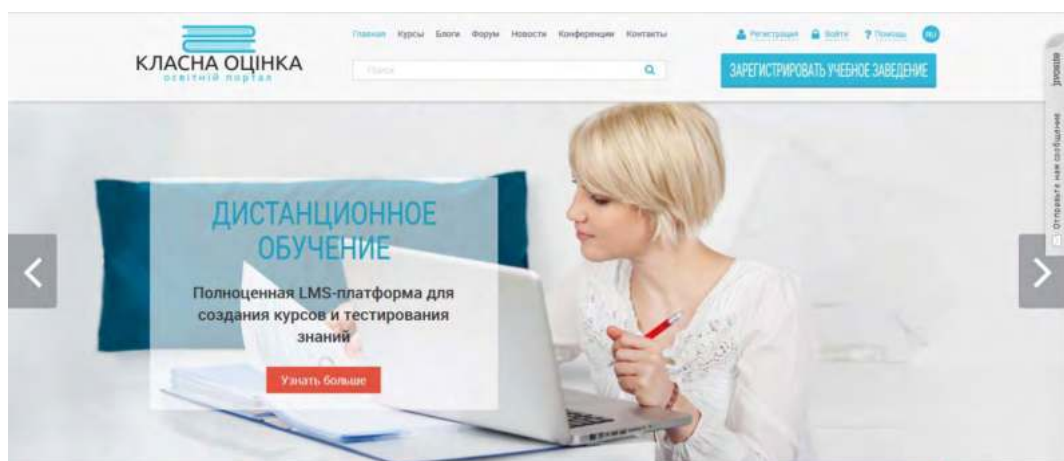 КЛАСНА ОЦІНКА
освітній портал
Главная Курсы Блоги Форум Новости Конференции Контакты
Поиск
Регистрация Войти ? Помощь RU
ЗАРЕГИСТРИРОВАТЬ УЧЕБНОЕ ЗАВЕДЕНИЕ
ДИСТАНЦИОННОЕ
ОБУЧЕНИЕ
Полноценная LMS-платформа для
создания курсов и тестирования
знаний
Узнать больше
Отправьте нам сообщение
jivosite